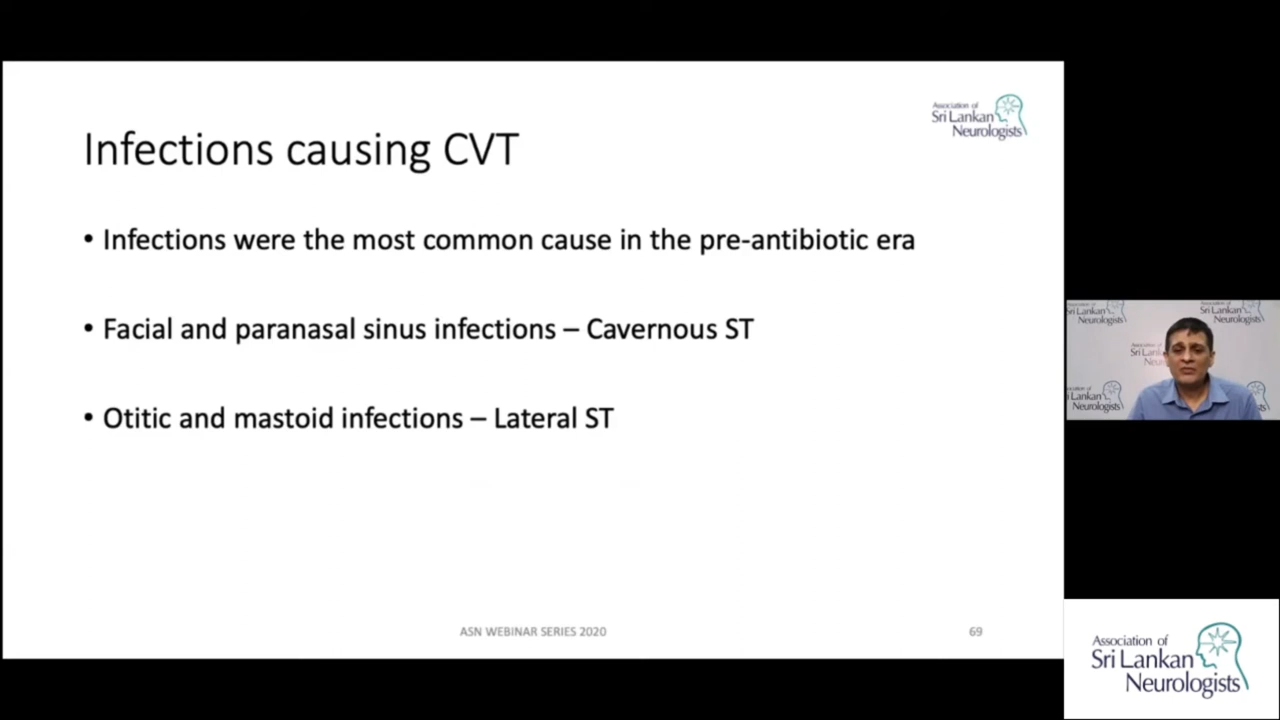 Association of
Sri Lankan
Neurologists
Infections causing CVT
• Infections were the most common cause in the pre-antibiotic era
• Facial and paranasal sinus infections – Cavernous ST
• Otitic and mastoid infections – Lateral ST
ASN WEBINAR SERIES 2020
69
Association of
Sri Lankan
Neurologists